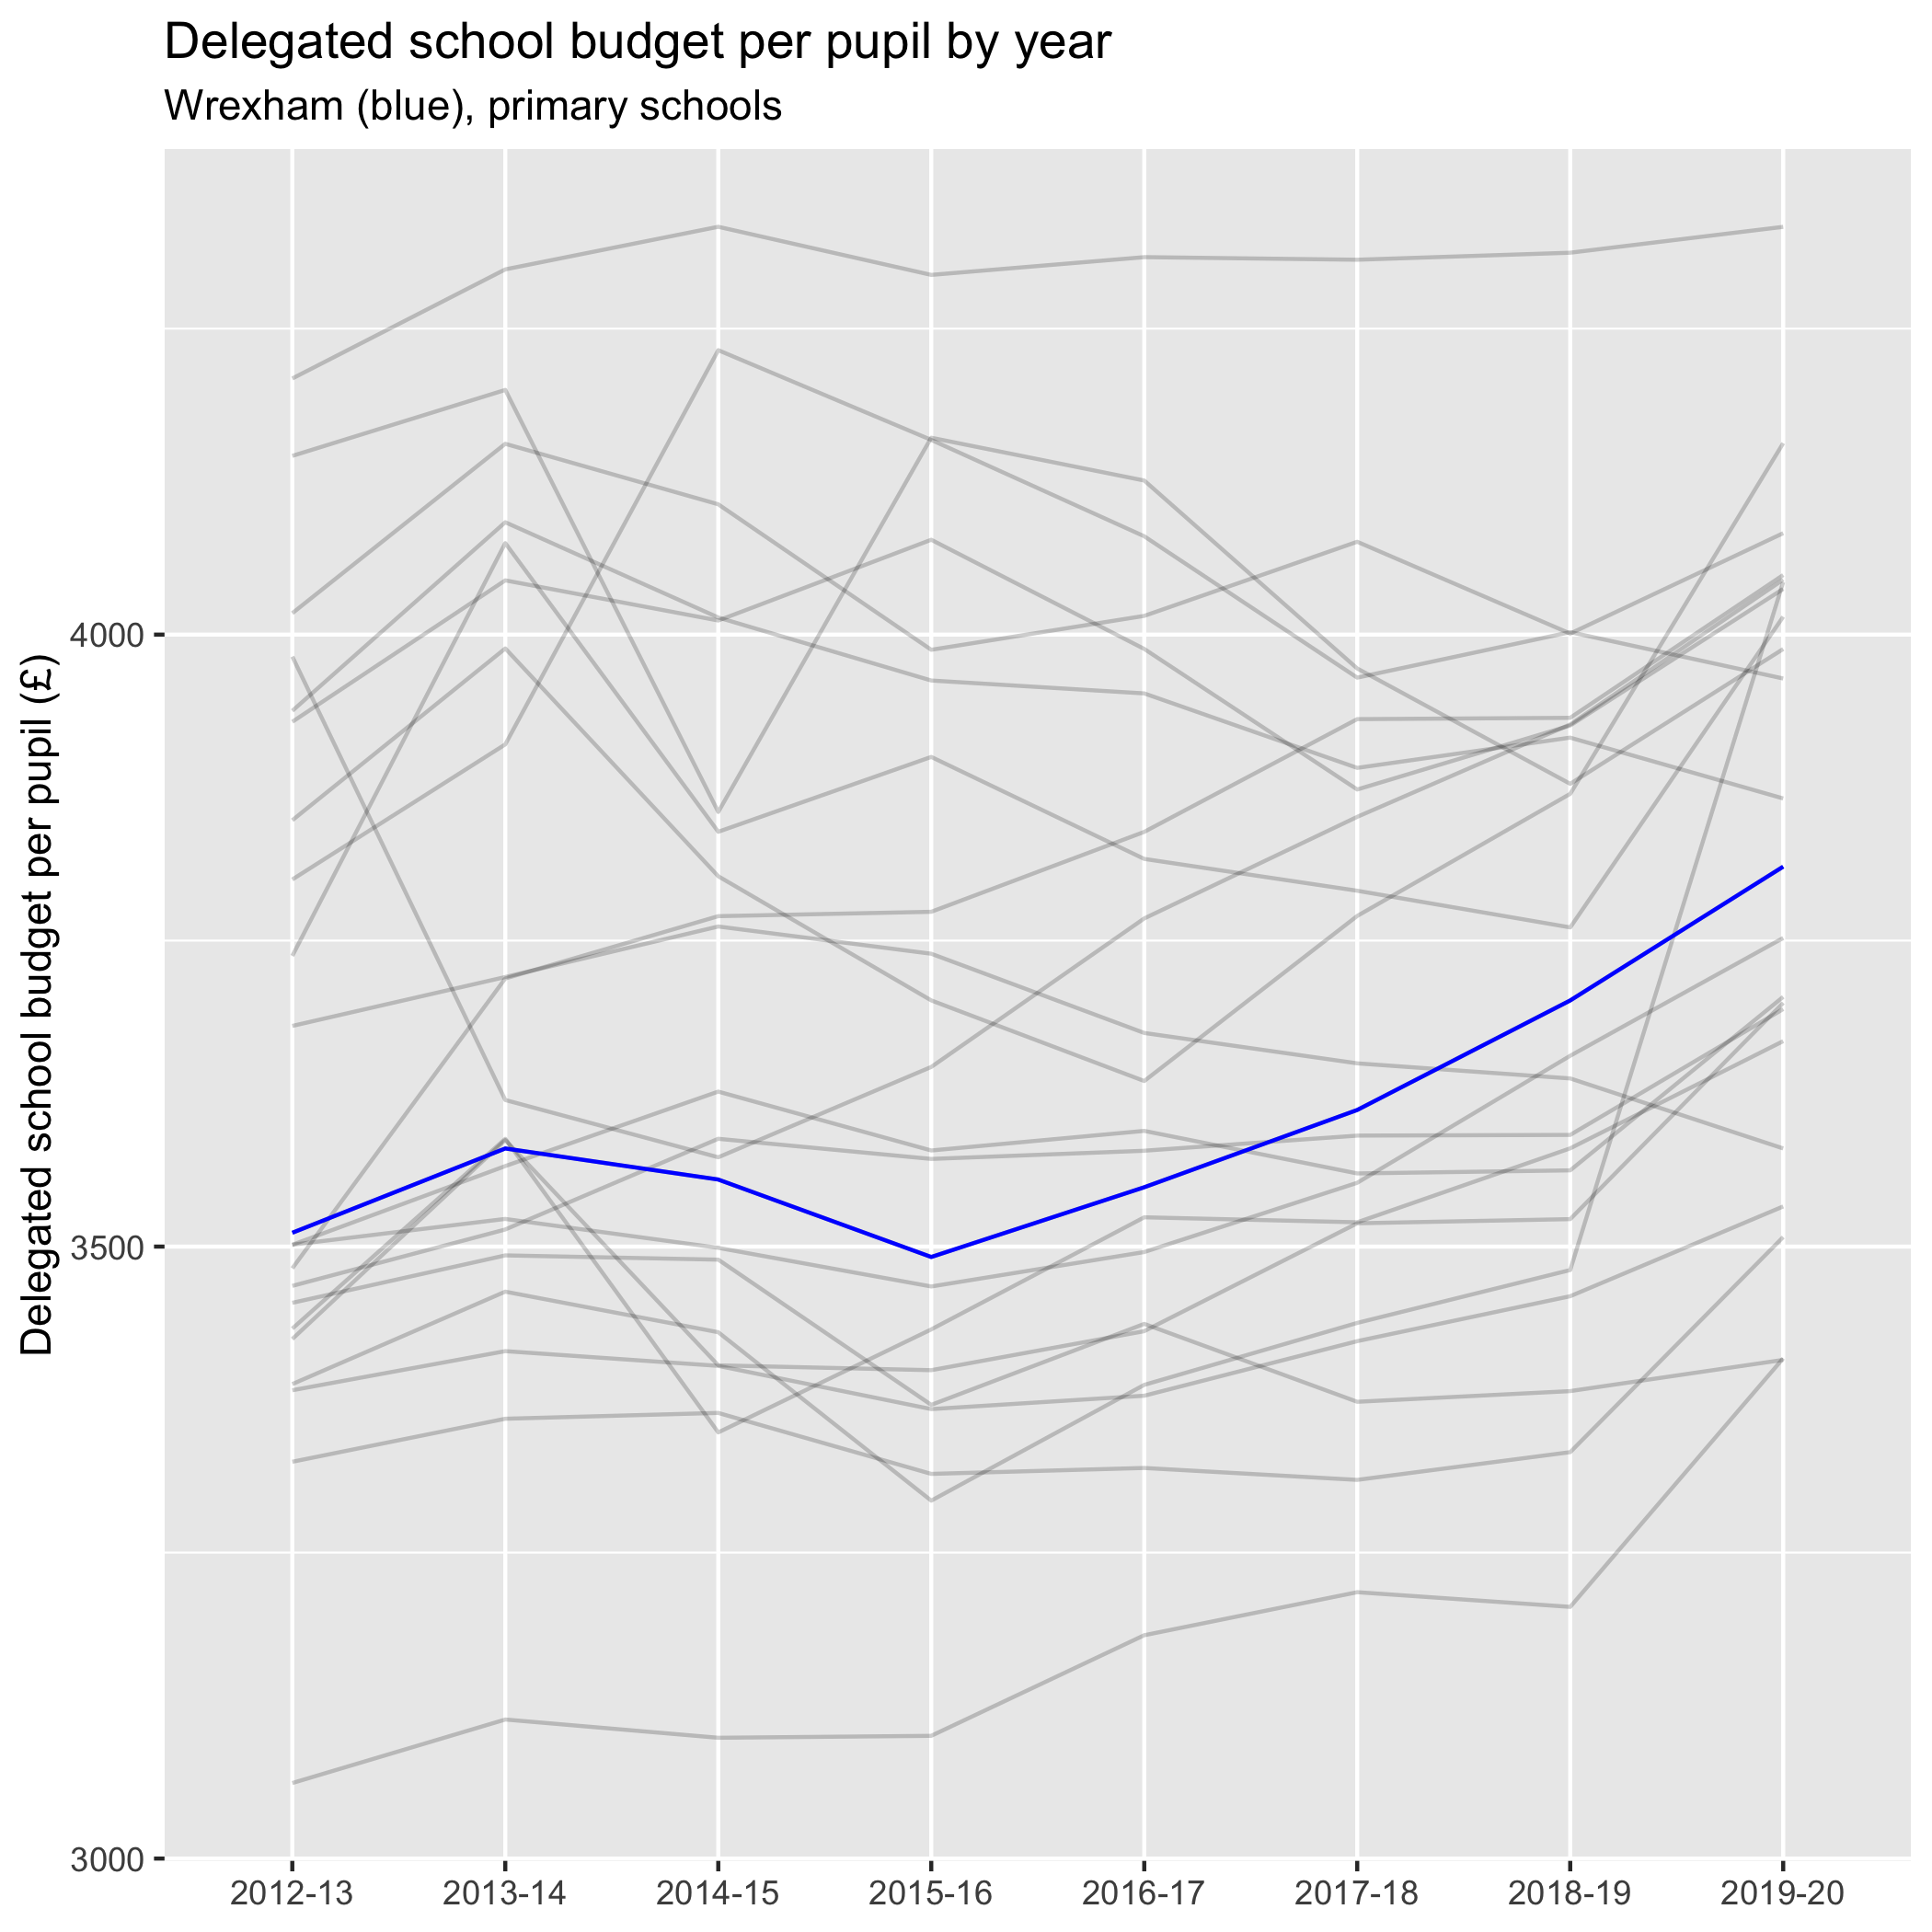 Delegated school budget per pupil by year
Wrexham (blue), primary schools
Delegated school budget per pupil (£)
4000
3500
3000
2012-13 2013-14 2014-15 2015-16 2016-17 2017-18 2018-19 2019-20